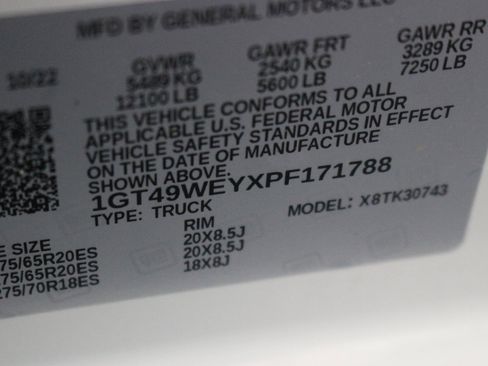 MFD BY GENERAL MOTORS LLC
10/22 GVWR GAWR FRT GAWR RR
5489 KG 2540 KG 3289 KG
12100 LB 5600 LB 7250 LB
THIS VEHICLE CONFORMS TO ALL
APPLICABLE U.S. FEDERAL MOTOR
VEHICLE SAFETY STANDARDS IN EFFECT
ON THE DATE OF MANUFACTURE
SHOWN ABOVE.
1GT49WEYXPF171788
TYPE: TRUCK MODEL: X8TK30743
E SIZE RIM
75/65R20ES 20X8.5J
75/65R20ES 20X8.5J
275/70R18ES 18X8J